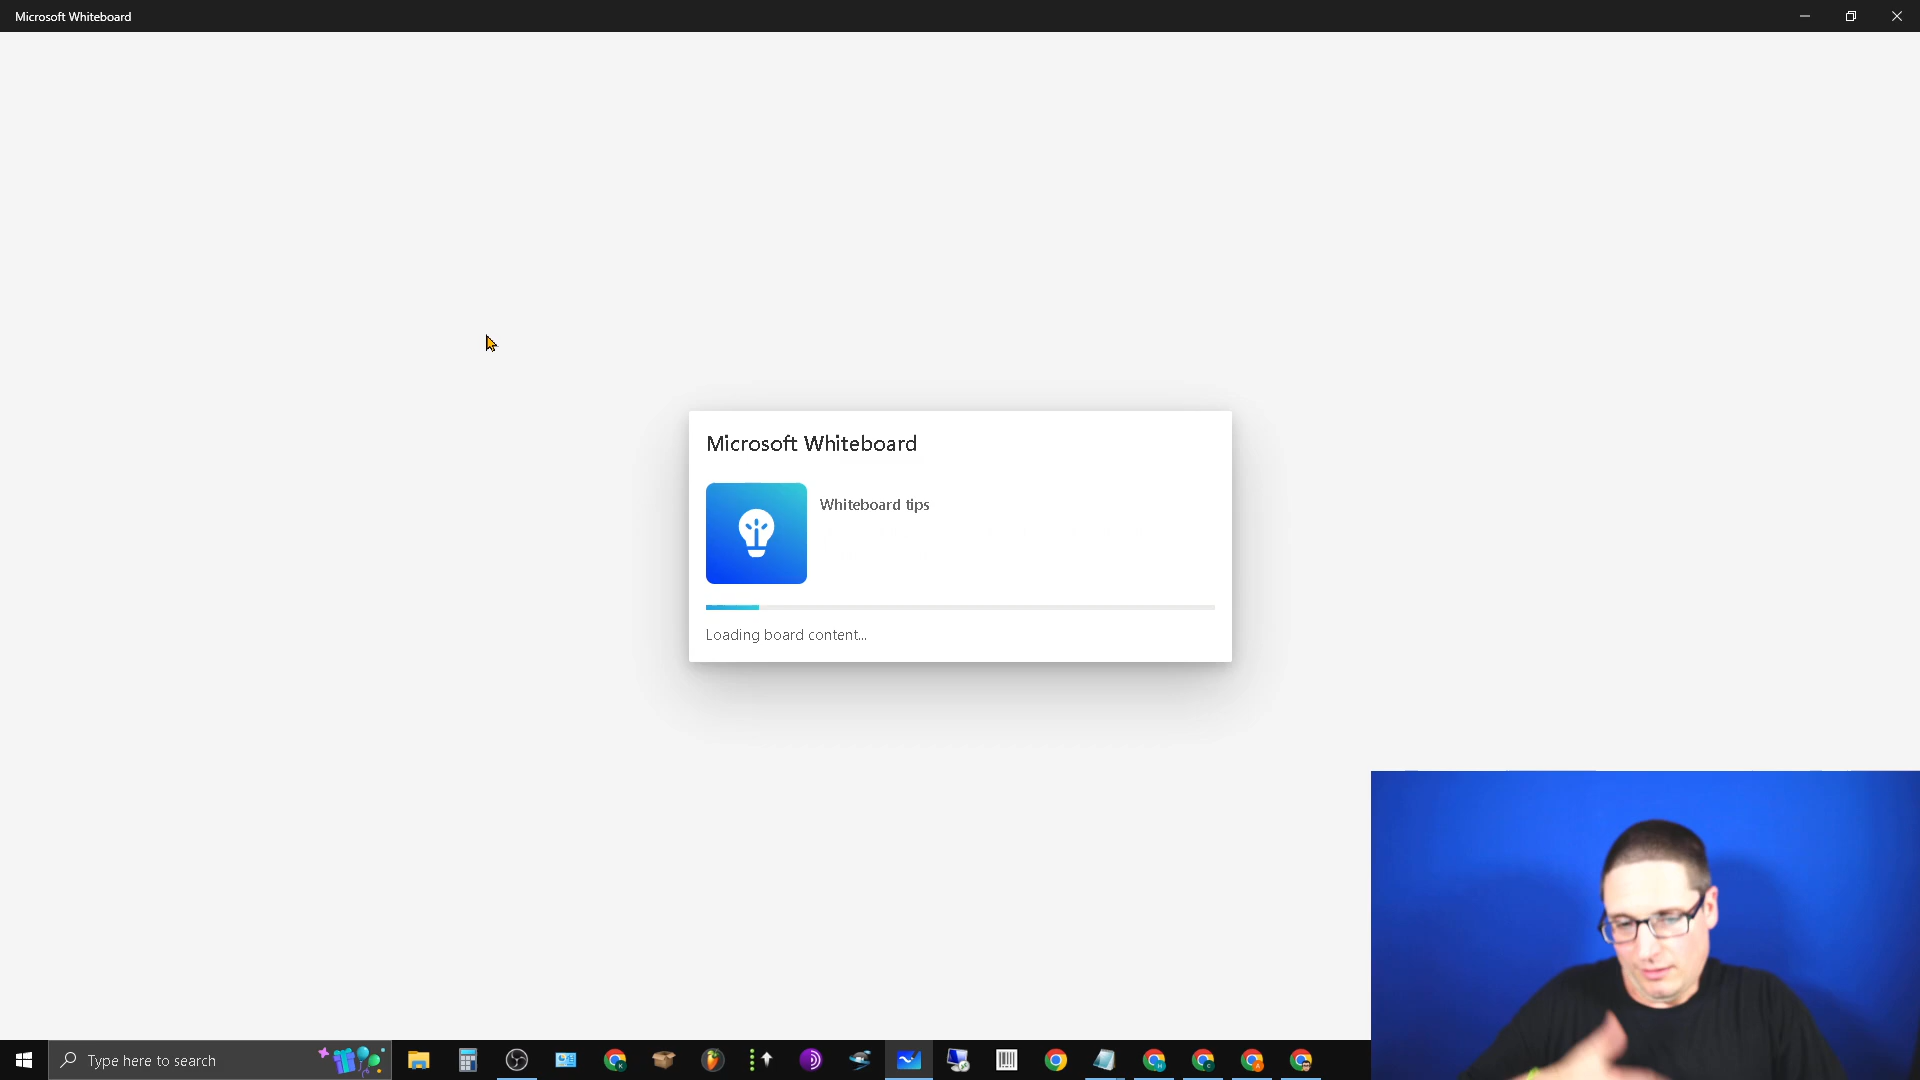 Microsoft Whiteboard
Microsoft Whiteboard
Whiteboard tips
Loading board content...
Type here to search